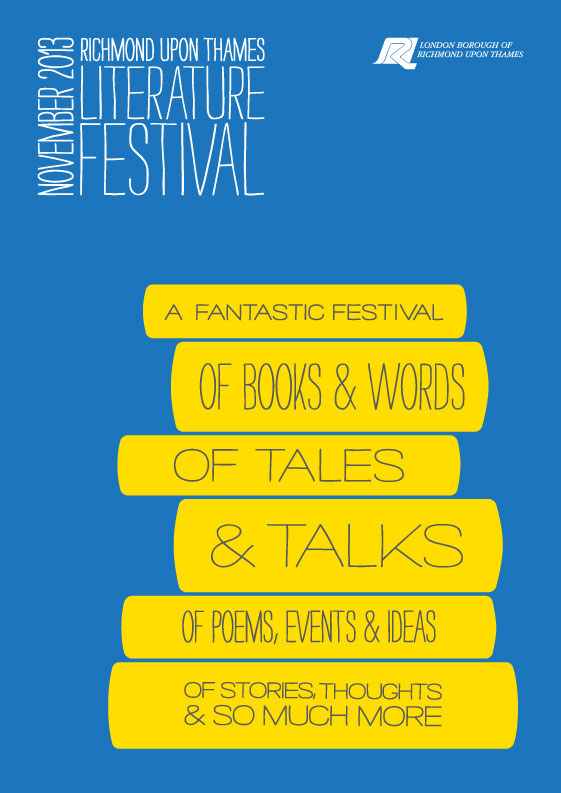 NOVEMBER 2013
RICHMOND UPON THAMES
LITERATURE
FESTIVAL
LONDON BOROUGH OF
RICHMOND UPON THAMES
A FANTASTIC FESTIVAL
OF BOOKS & WORDS
OF TALES
& TALKS
OF POEMS, EVENTS & IDEAS
OF STORIES, THOUGHTS
& SO MUCH MORE